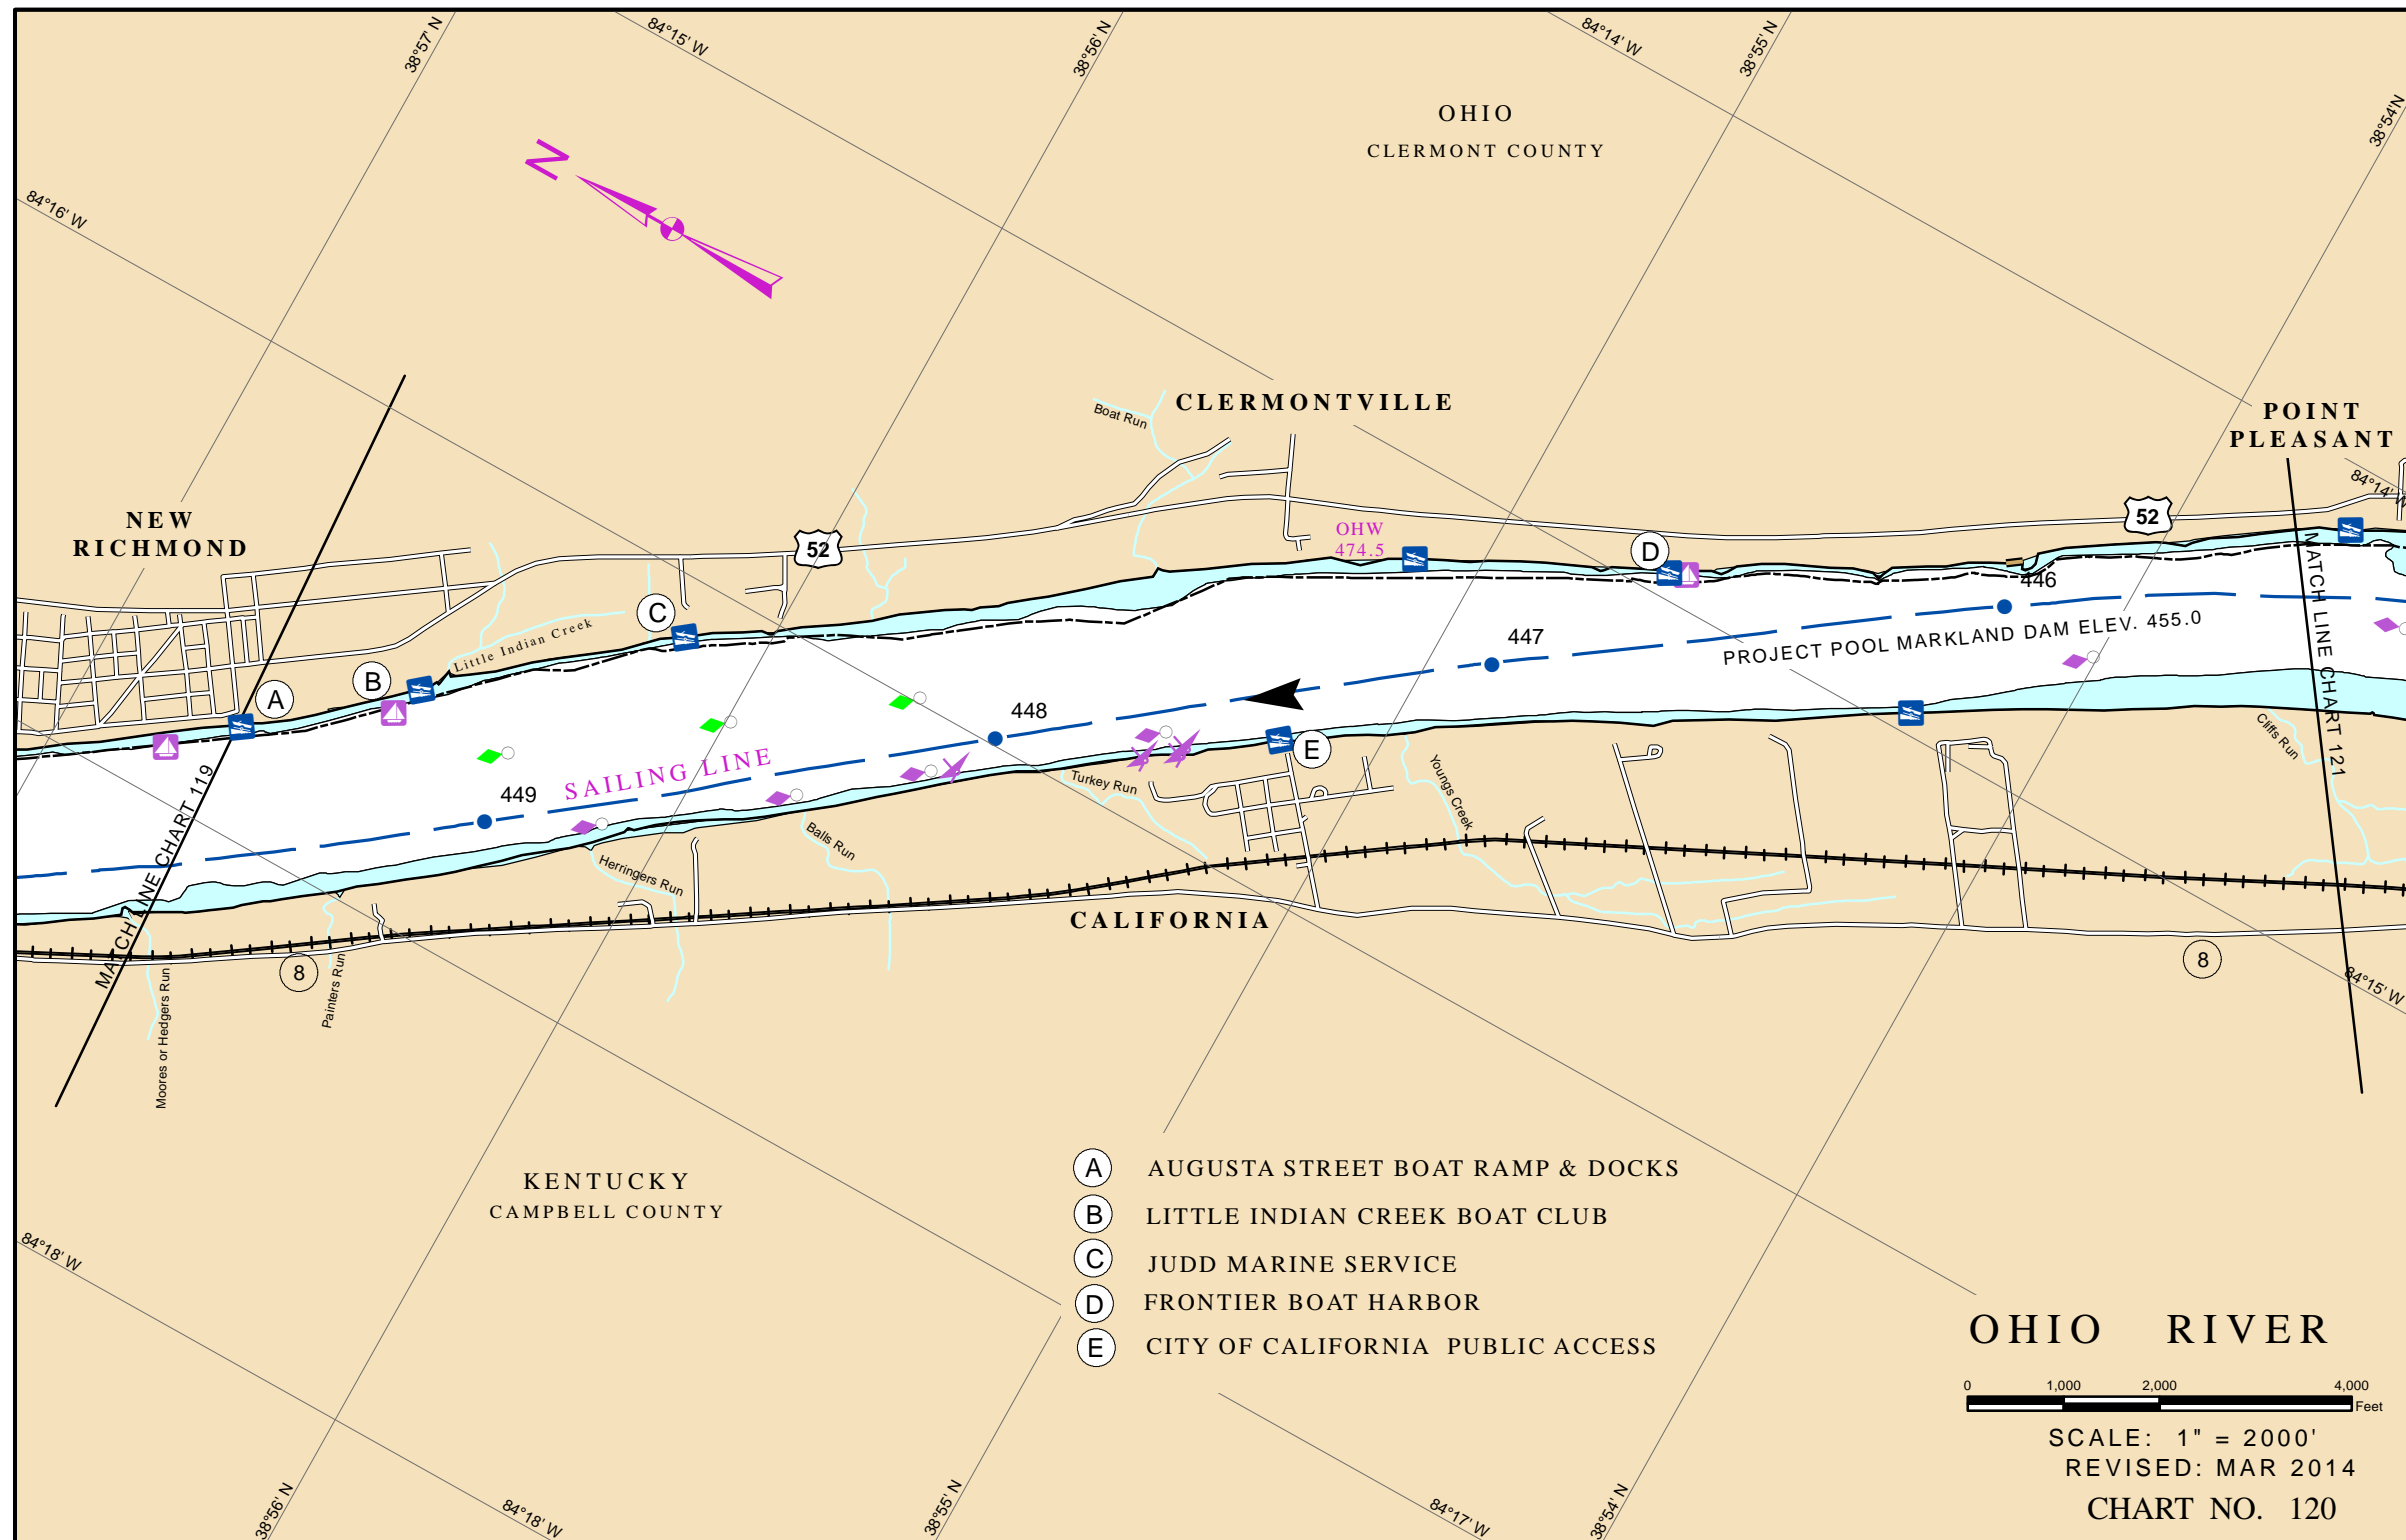 38°57' N
84°15' W
38°56' N
84°14' W
38°55' N
38°54'N
84°16' W
N
OHIO
CLERMONT COUNTY
CLERMONTVILLE
Boat Run
POINT
PLEASANT
84°14' W
NEW
RICHMOND
52
52
OHW
474.5
D
446
C
Little Indian Creek
B
A
447
448
449
PROJECT POOL MARKLAND DAM ELEV. 455.0
SAILING LINE
E
MATCH LINE CHART 119
MATCH LINE CHART 121
Cliffs Run
Turkey Run
Youngs Creek
Balls Run
Herringers Run
CALIFORNIA
8
8
Painters Run
Moores or Hedgers Run
84°15' W
KENTUCKY
CAMPBELL COUNTY
A AUGUSTA STREET BOAT RAMP & DOCKS
B LITTLE INDIAN CREEK BOAT CLUB
C JUDD MARINE SERVICE
D FRONTIER BOAT HARBOR
E CITY OF CALIFORNIA PUBLIC ACCESS
84°18' W
38°56' N
84°18' W
38°55' N
84°17' W
38°54' N
OHIO RIVER
0 1,000 2,000 4,000
Feet
SCALE: 1" = 2000'
REVISED: MAR 2014
CHART NO. 120